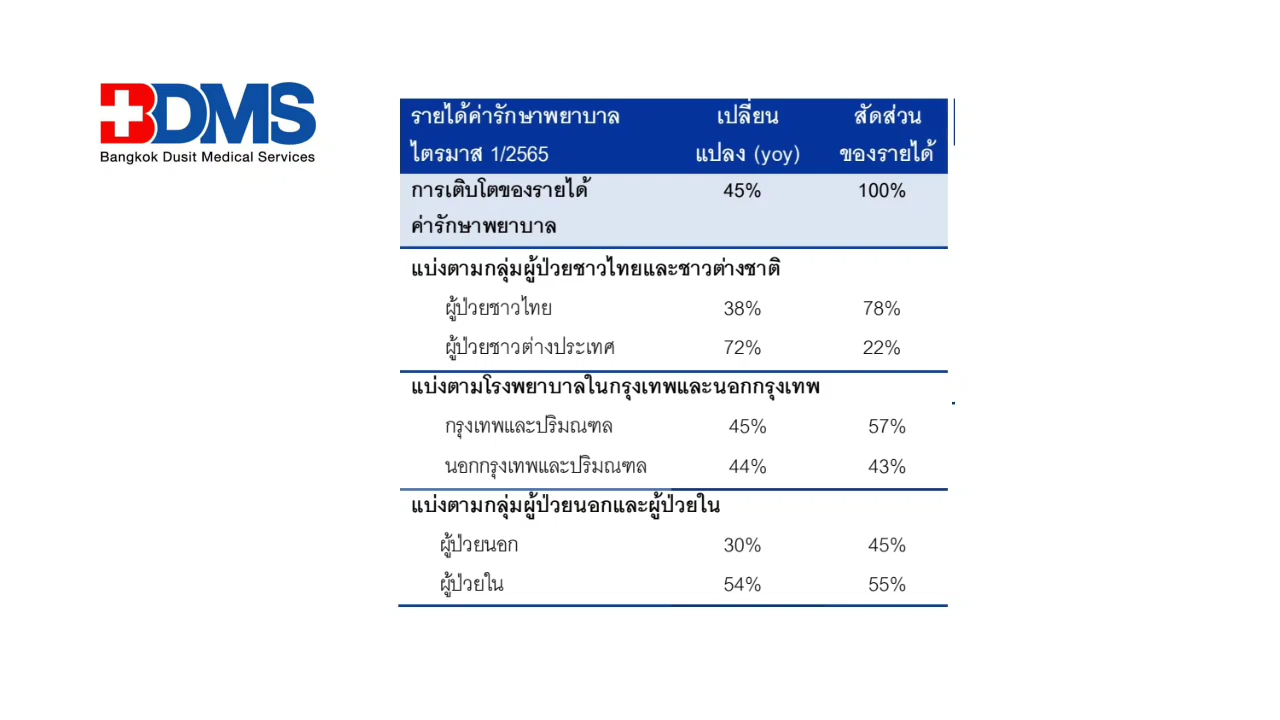 BDMS
Bangkok Dusit Medical Services
รายได้ค่ารักษาพยาบาล เปลี่ยน สัดส่วน
ไตรมาส 1/2565 แปลง (yoy) ของรายได้
การเติบโตของรายได้ 45% 100%
ค่ารักษาพยาบาล
แบ่งตามกลุ่มผู้ป่วยชาวไทยและชาวต่างชาติ
ผู้ป่วยชาวไทย 38% 78%
ผู้ป่วยชาวต่างประเทศ 72% 22%
แบ่งตามโรงพยาบาลในกรุงเทพและนอกกรุงเทพ
กรุงเทพและปริมณฑล 45% 57%
นอกกรุงเทพและปริมณฑล 44% 43%
แบ่งตามกลุ่มผู้ป่วยนอกและผู้ป่วยใน
ผู้ป่วยนอก 30% 45%
ผู้ป่วยใน 54% 55%